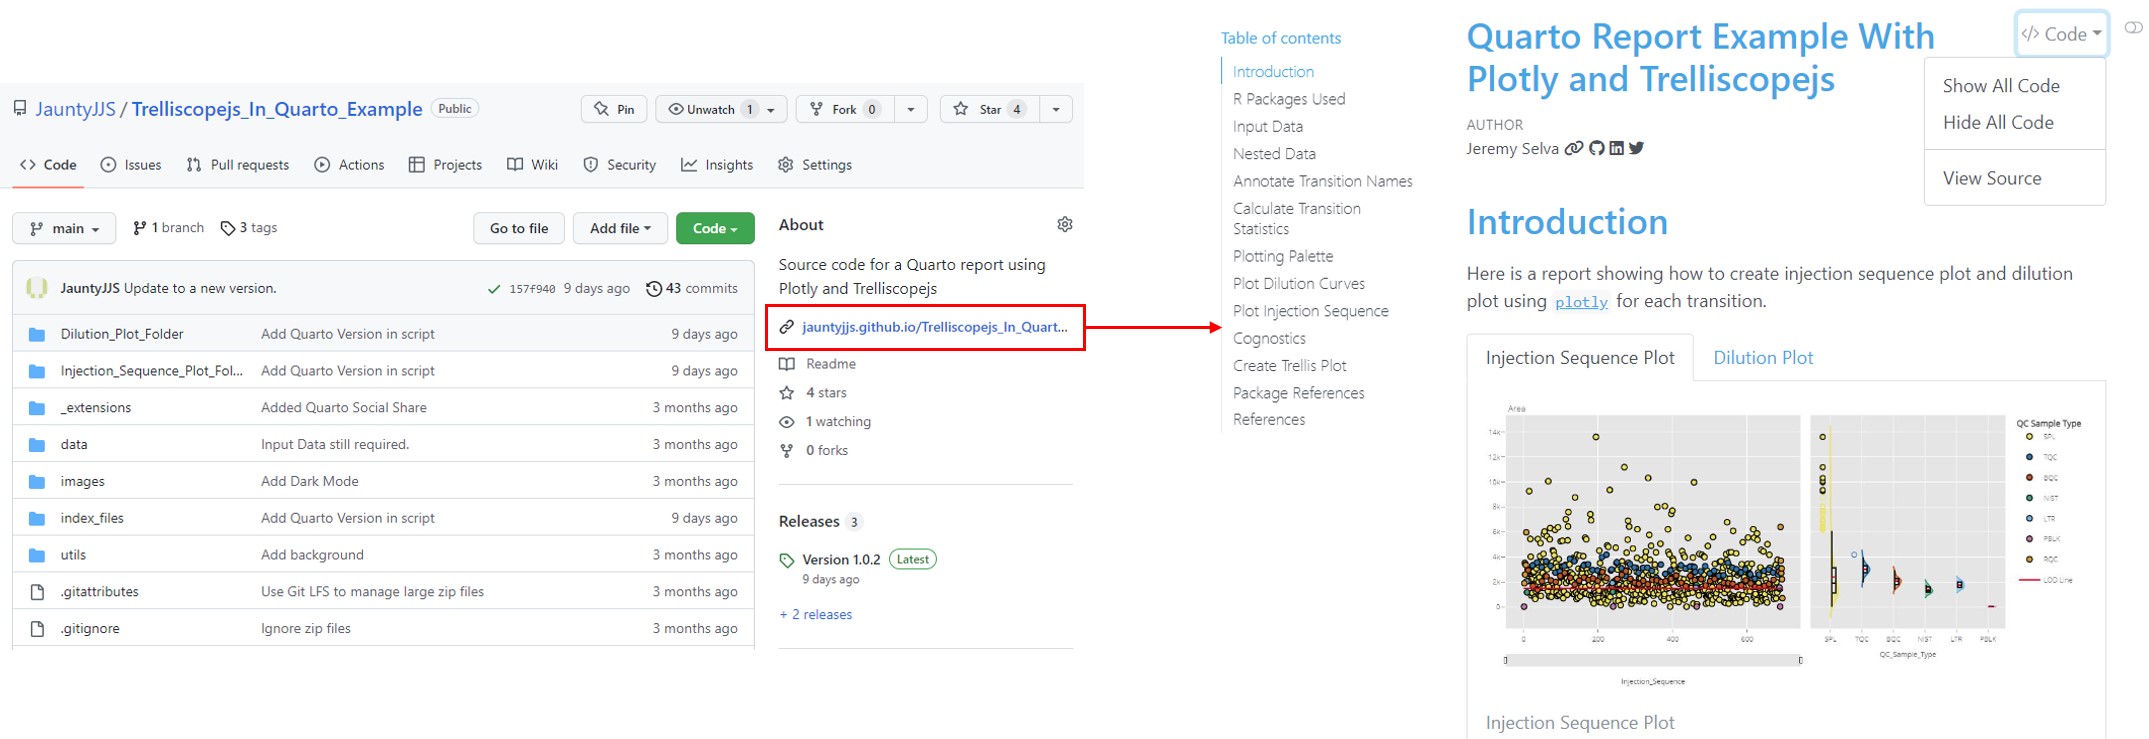 JauntyJJS / Trelliscopejs_In_Quarto_Example Public
Pin
Unwatch 1
Fork 0
Star 4
Code
Issues
Pull requests
Actions
Projects
Wiki
Security
Insights
Settings
main
1 branch
3 tags
Go to file
Add file
Code
JauntyJJS Update to a new version.
157f940 9 days ago
43 commits
Dilution_Plot_Folder Add Quarto Version in script 9 days ago
Injection_Sequence_Plot_Fol... Add Quarto Version in script 9 days ago
_extensions Added Quarto Social Share 3 months ago
data Input Data still required. 3 months ago
images Add Dark Mode 3 months ago
index_files Add Quarto Version in script 9 days ago
utils Add background 3 months ago
.gitattributes Use Git LFS to manage large zip files 3 months ago
.gitignore Ignore zip files 3 months ago
About
Source code for a Quarto report using
Plotly and Trelliscopejs
jauntyjjs.github.io/Trelliscopejs_In_Quart...
Readme
4 stars
1 watching
0 forks
Releases 3
Version 1.0.2 Latest
9 days ago
+ 2 releases
Table of contents
Introduction
R Packages Used
Input Data
Nested Data
Annotate Transition Names
Calculate Transition
Statistics
Plotting Palette
Plot Dilution Curves
Plot Injection Sequence
Cognostics
Create Trellis Plot
Package References
References
Quarto Report Example With
Plotly and Trelliscopejs
</> Code
Show All Code
Hide All Code
View Source
AUTHOR
Jeremy Selva
Introduction
Here is a report showing how to create injection sequence plot and dilution
plot using plotly for each transition.
Injection Sequence Plot
Dilution Plot
Area
14k
12k
10k
8k
6k
4k
2k
0
0 200 400 600
Injection_Sequence
SPL TQC BQC NIST LTR PBLK
QC_Sample_Type
QC Sample Type
SPL
TQC
BQC
NIST
LTR
PBLK
RQC
LOD Line
Injection Sequence Plot